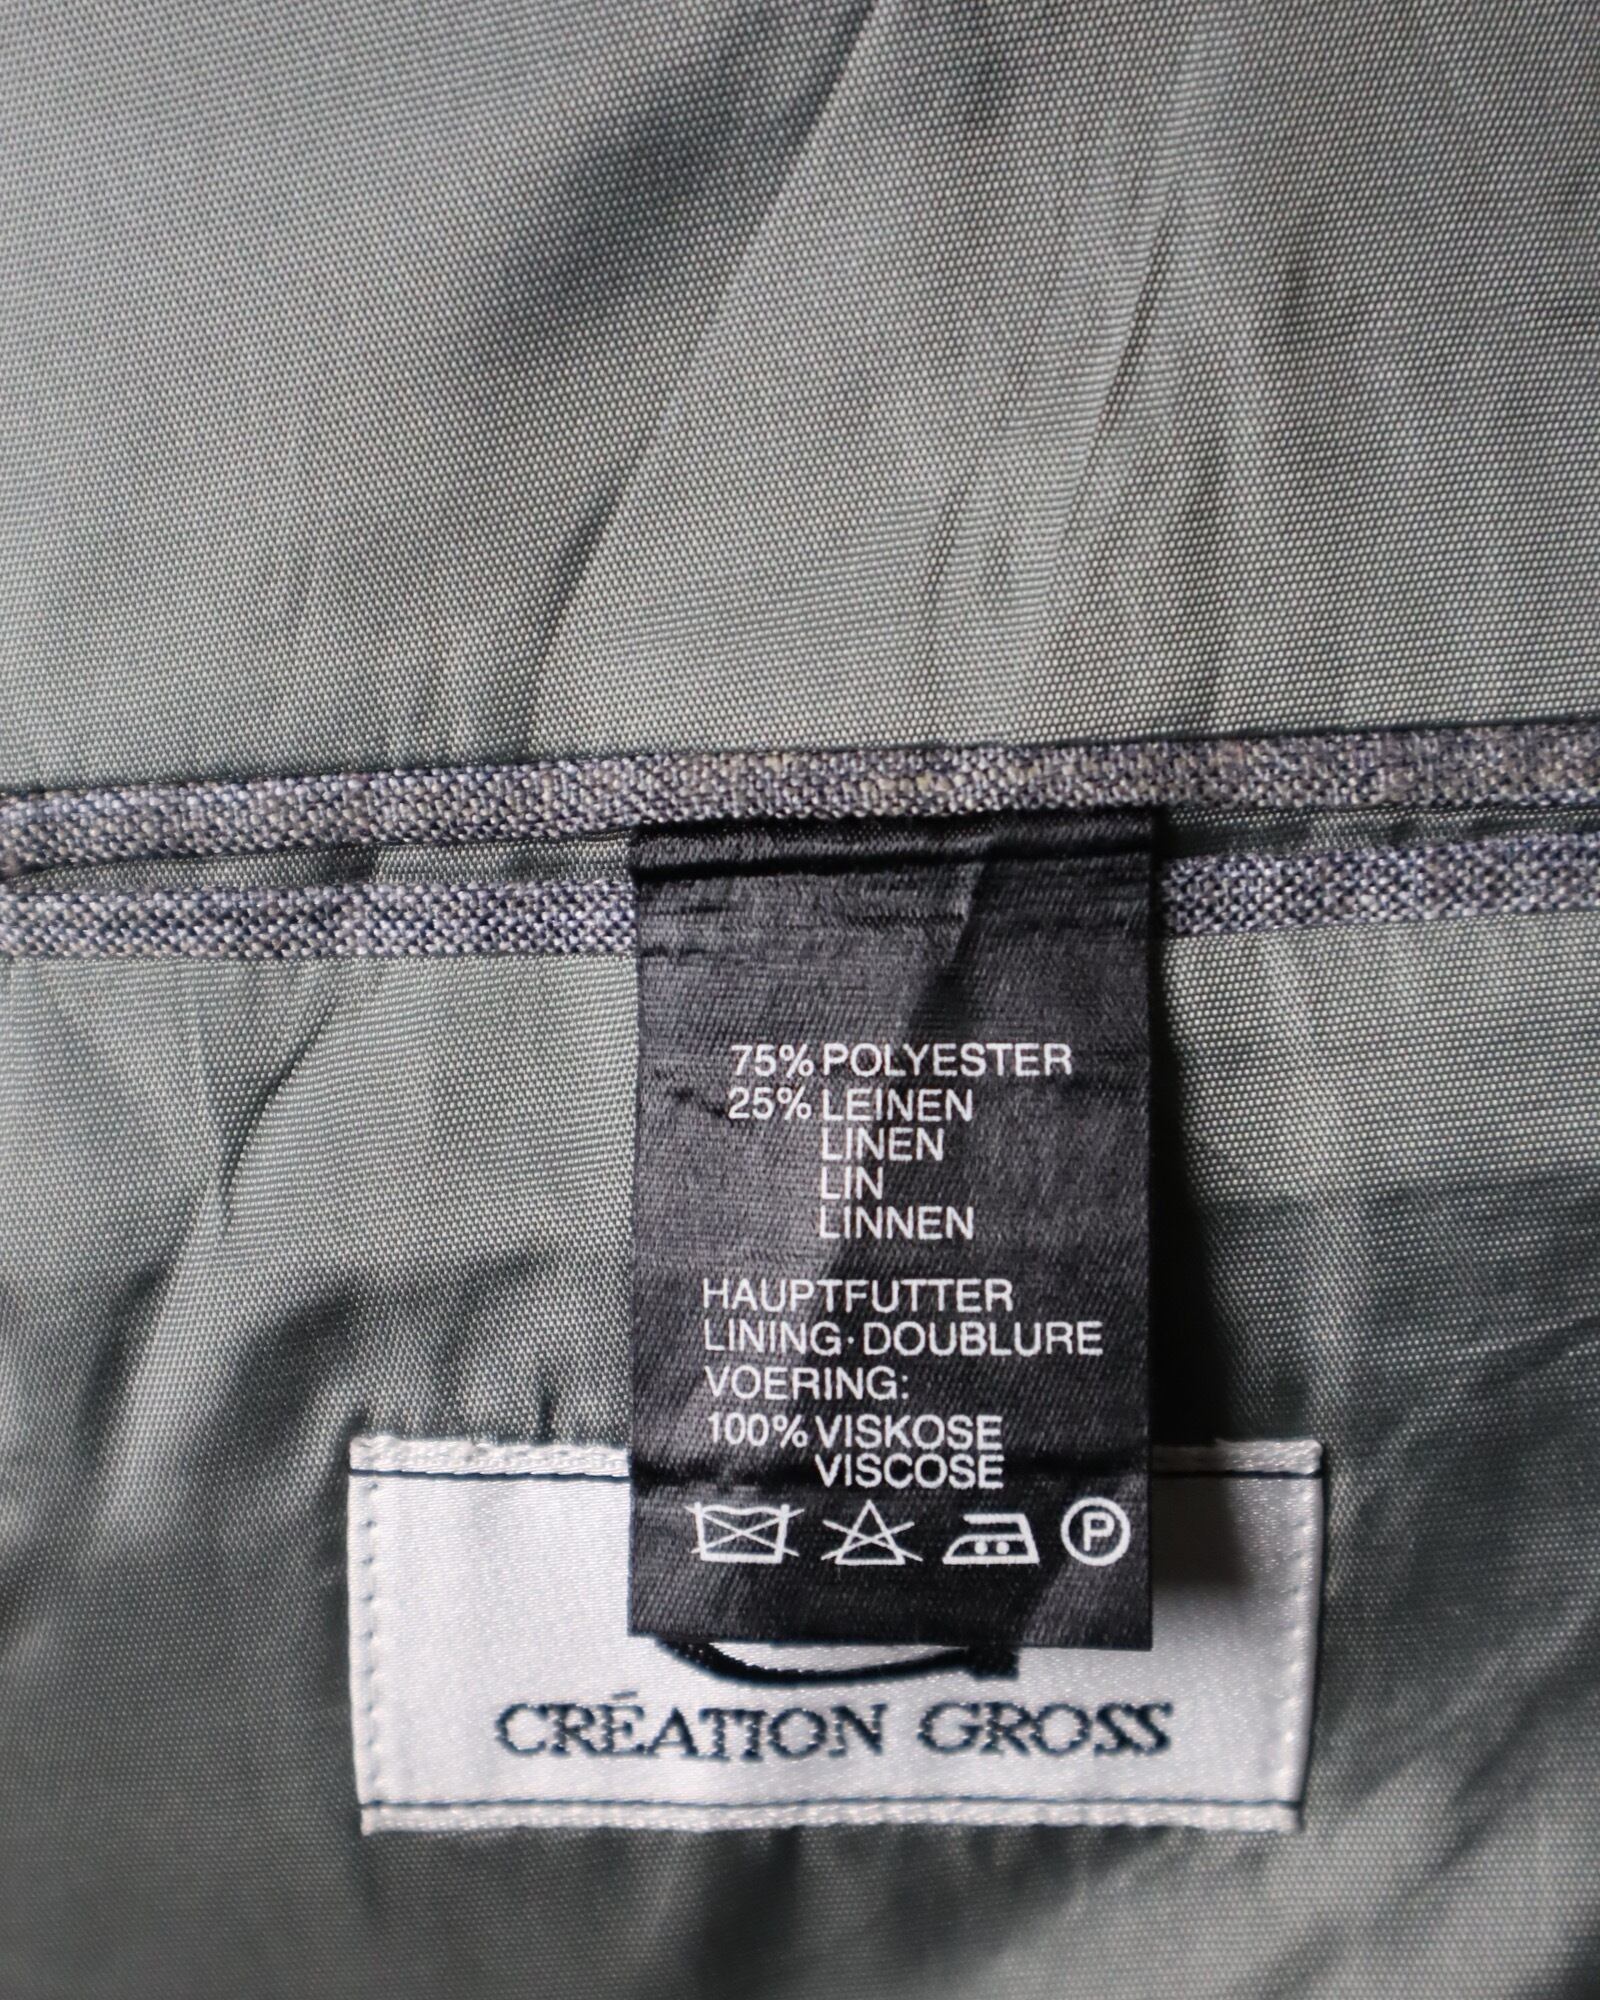 75% POLYESTER
25% LEINEN
LINEN
LIN
LINNEN
HAUPTFUTTER
LINING·DOUBLURE
VOERING:
100% VISKOSE
VISCOSE
P
CRÉATION GROSS